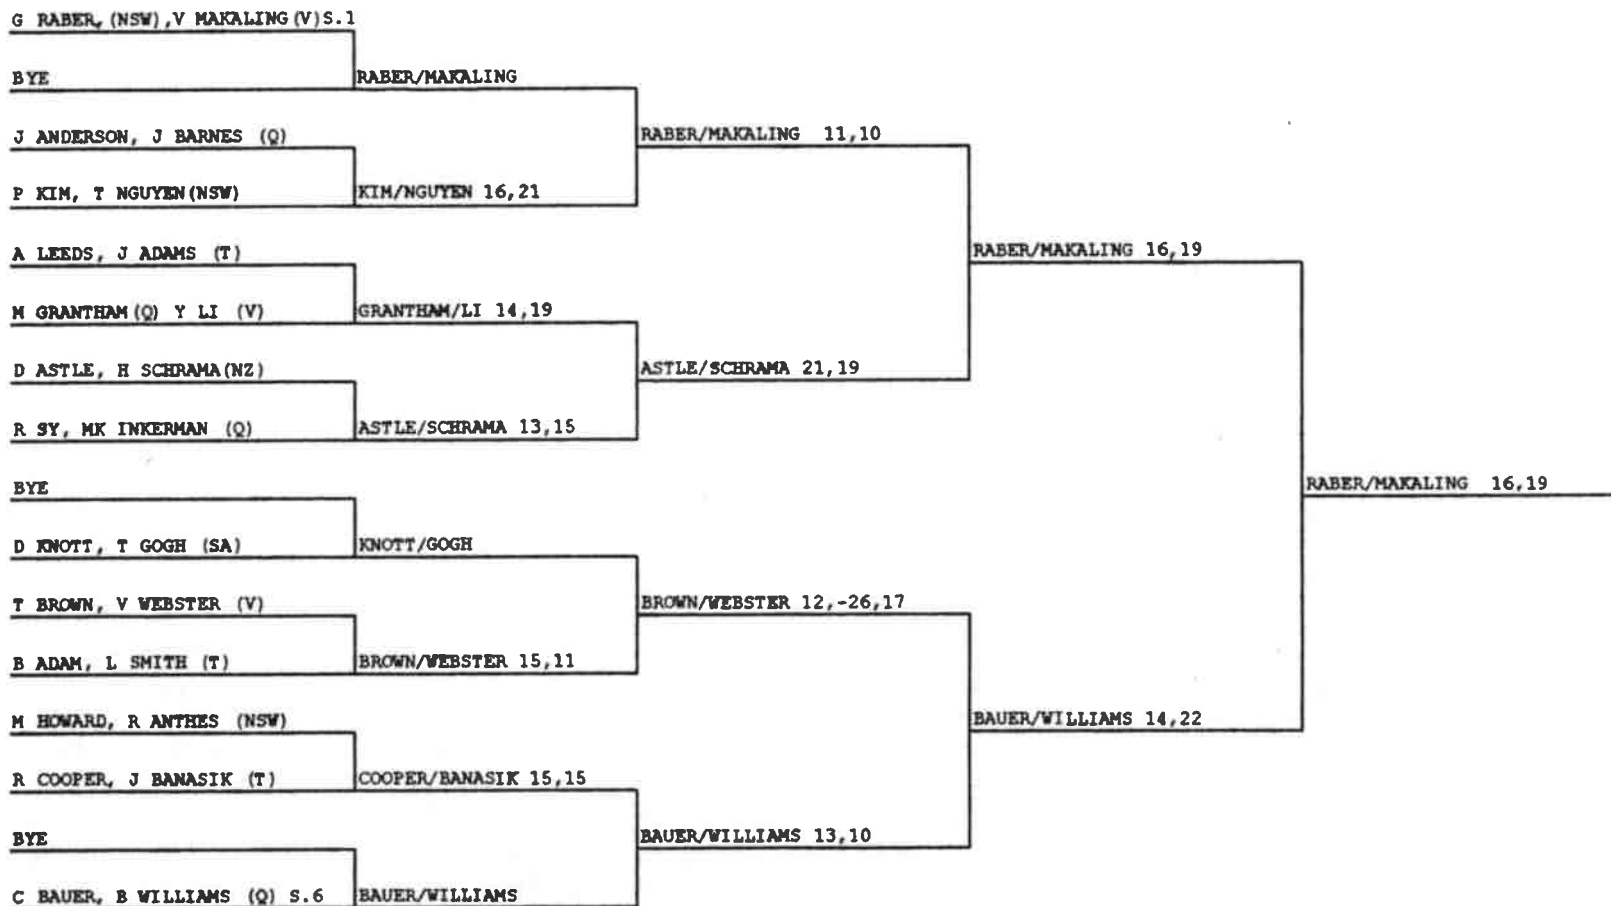 G RABER, (NSW),V MAKALING(V)S.1
BYE
RABER/MAKALING
J ANDERSON, J BARNES (Q)
RABER/MAKALING 11,10
P KIM, T NGUYEN(NSW)
KIM/NGUYEN 16,21
A LEEDS, J ADAMS (T)
RABER/MAKALING 16,19
M GRANTHAM(Q) Y LI (V)
GRANTHAM/LI 14,19
D ASTLE, H SCHRAMA(NZ)
ASTLE/SCHRAMA 21,19
R SY, MK INKERMAN (Q)
ASTLE/SCHRAMA 13,15
BYE
RABER/MAKALING 16,19
D KNOTT, T GOGH (SA)
KNOTT/GOGH
T BROWN, V WEBSTER (V)
BROWN/WEBSTER 12,-26,17
B ADAM, L SMITH (T)
BROWN/WEBSTER 15,11
M HOWARD, R ANTHES (NSW)
BAUER/WILLIAMS 14,22
R COOPER, J BANASIK (T)
COOPER/BANASIK 15,15
BYE
BAUER/WILLIAMS 13,10
C BAUER, B WILLIAMS (Q) S.6
BAUER/WILLIAMS